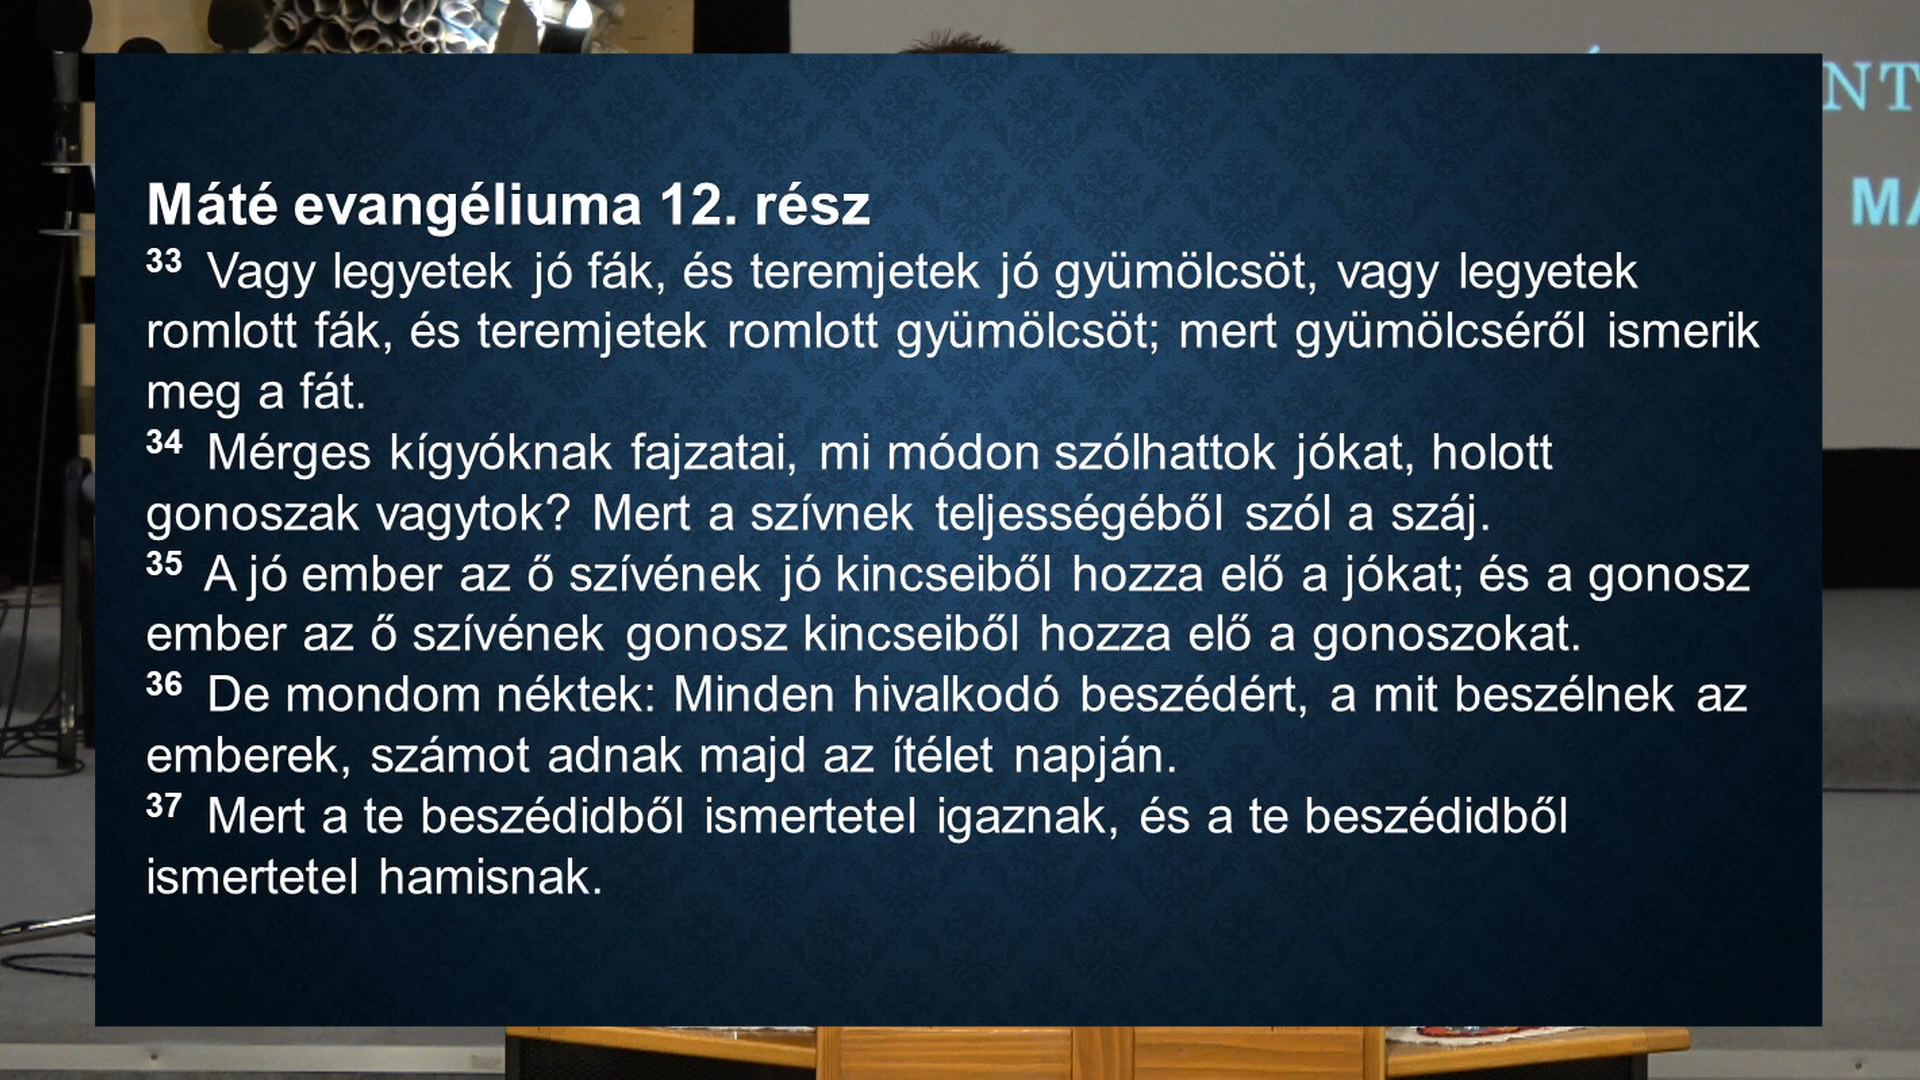 Máté evangéliuma 12. rész
33 Vagy legyetek jó fák, és teremjetek jó gyümölcsöt, vagy legyetek
romlott fák, és teremjetek romlott gyümölcsöt; mert gyümölcséről ismerik
meg a fát.
34 Mérges kígyóknak fajzatai, mi módon szólhattok jókat, holott
gonoszak vagytok? Mert a szívnek teljességéből szól a száj.
35 A jó ember az ő szívének jó kincseiből hozza elő a jókat; és a gonosz
ember az ő szívének gonosz kincseiből hozza elő a gonoszokat.
36 De mondom néktek: Minden hivalkodó beszédért, a mit beszélnek az
emberek, számot adnak majd az ítélet napján.
37 Mert a te beszédidből ismertetel igaznak, és a te beszédidből
ismertetel hamisnak.